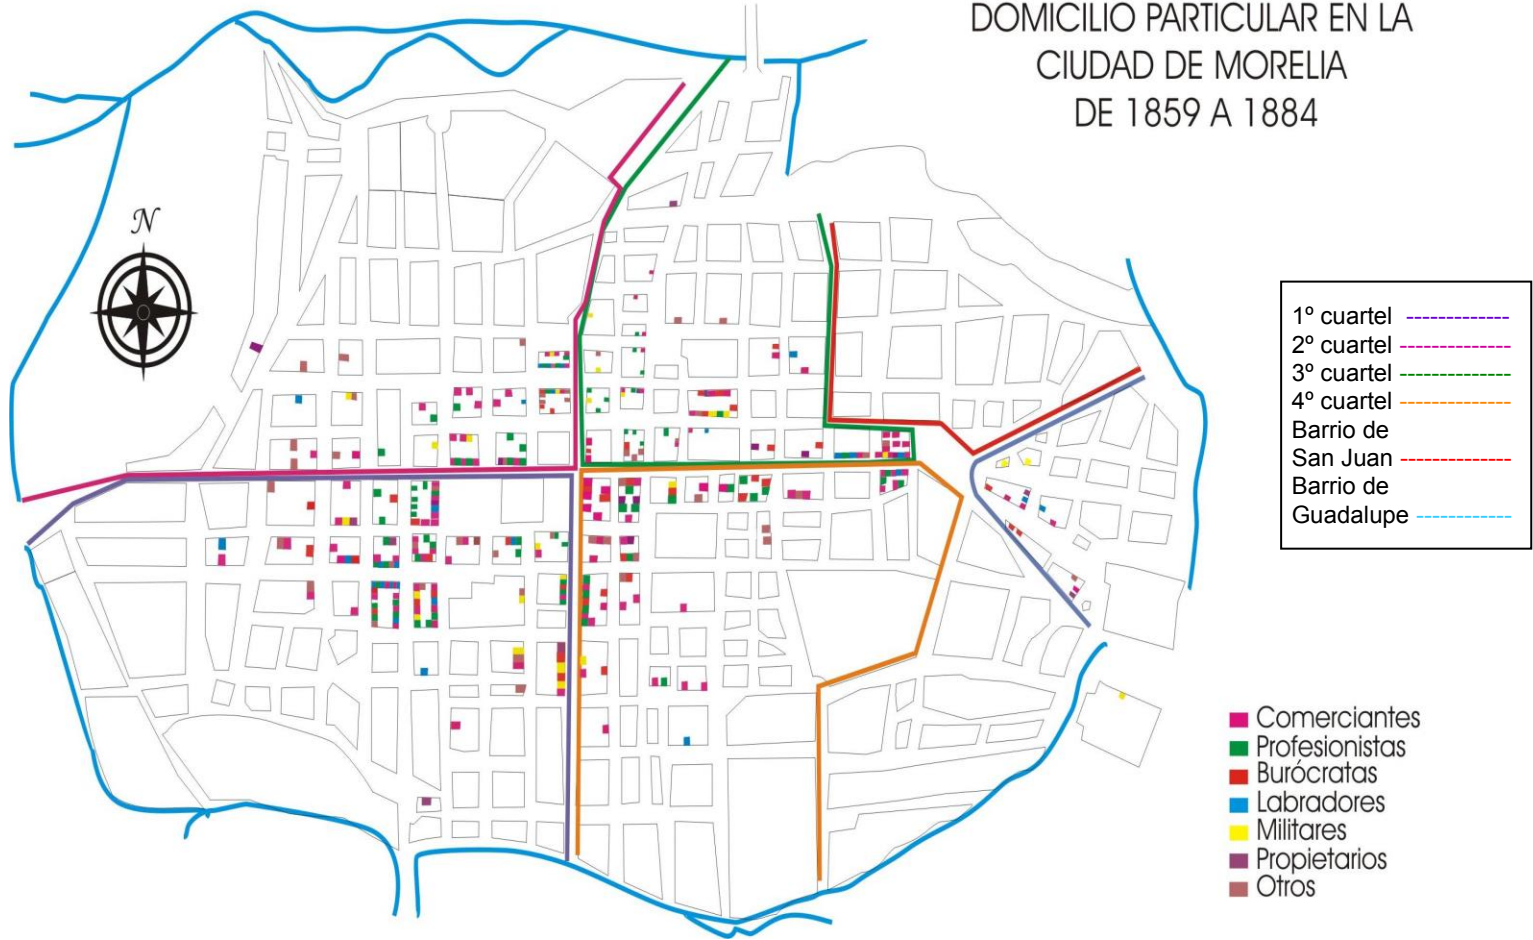 DOMICILIO PARTICULAR EN LA
CIUDAD DE MORELIA
DE 1859 A 1884
N
1º cuartel
2º cuartel
3º cuartel
4º cuartel
Barrio de
San Juan
Barrio de
Guadalupe
Comerciantes
Profesionistas
Burócratas
Labradores
Militares
Propietarios
Otros